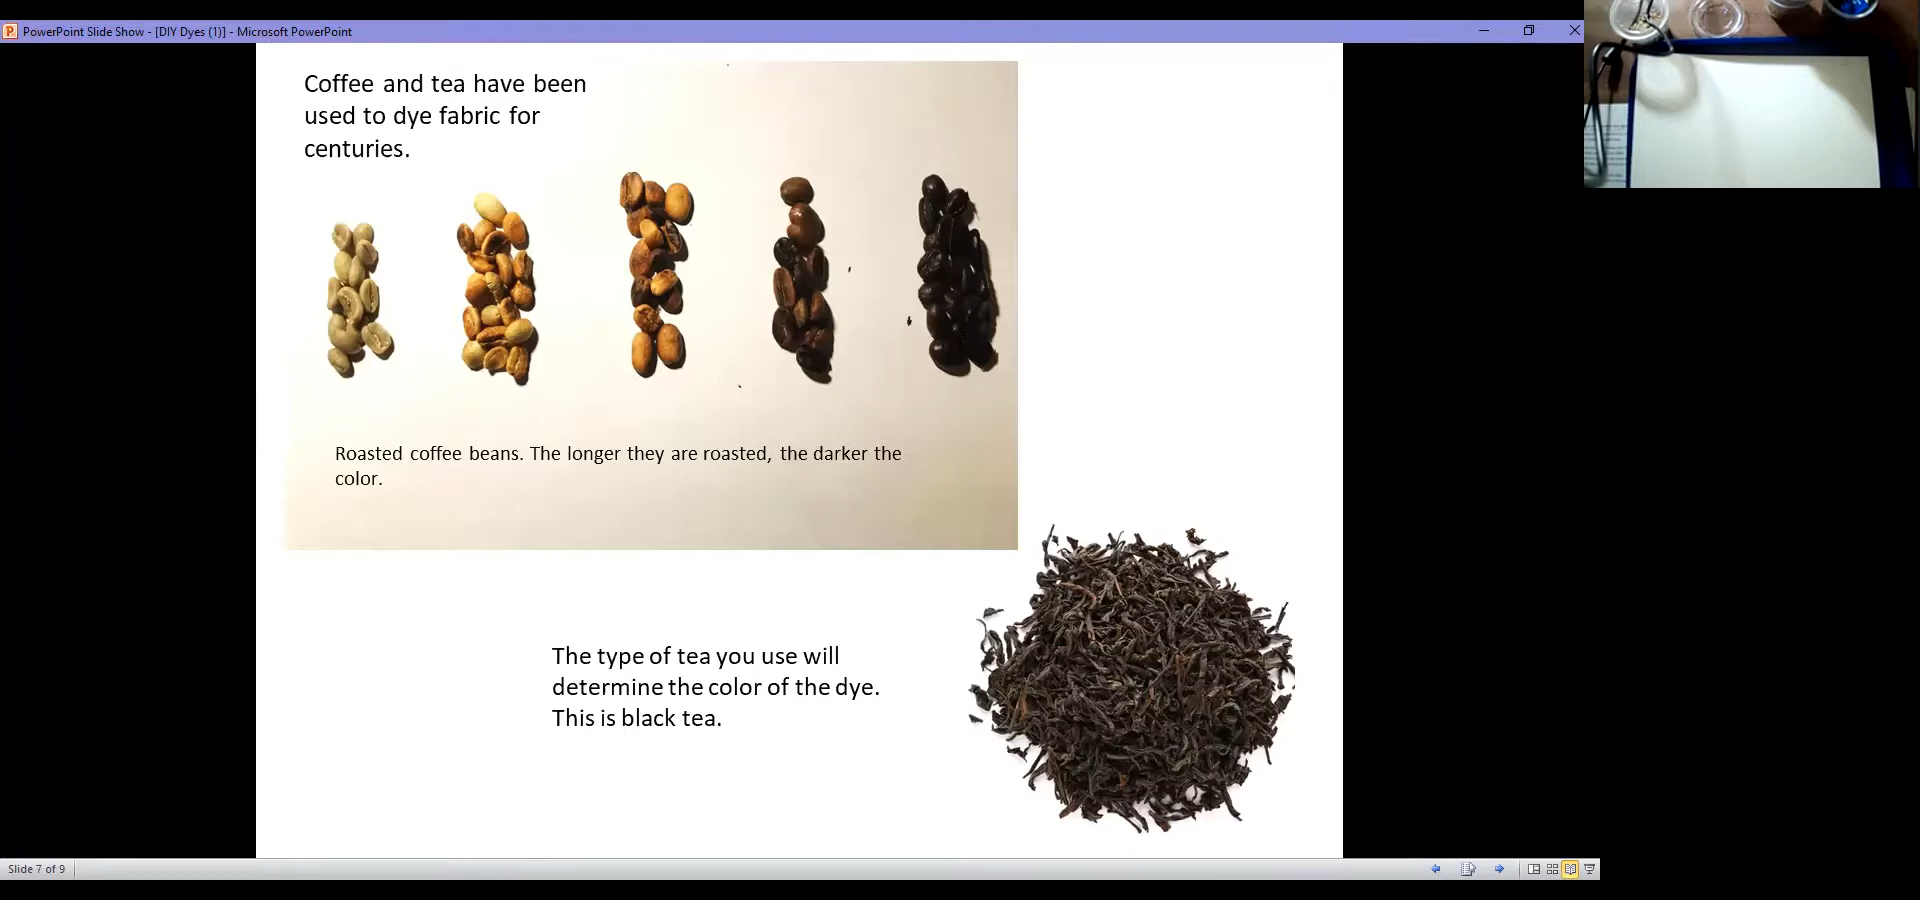 PowerPoint Slide Show - [DIY Dyes (1)] - Microsoft PowerPoint
Coffee and tea have been
used to dye fabric for
centuries.
Roasted coffee beans. The longer they are roasted, the darker the
color.
The type of tea you use will
determine the color of the dye.
This is black tea.
Slide 7 of 9